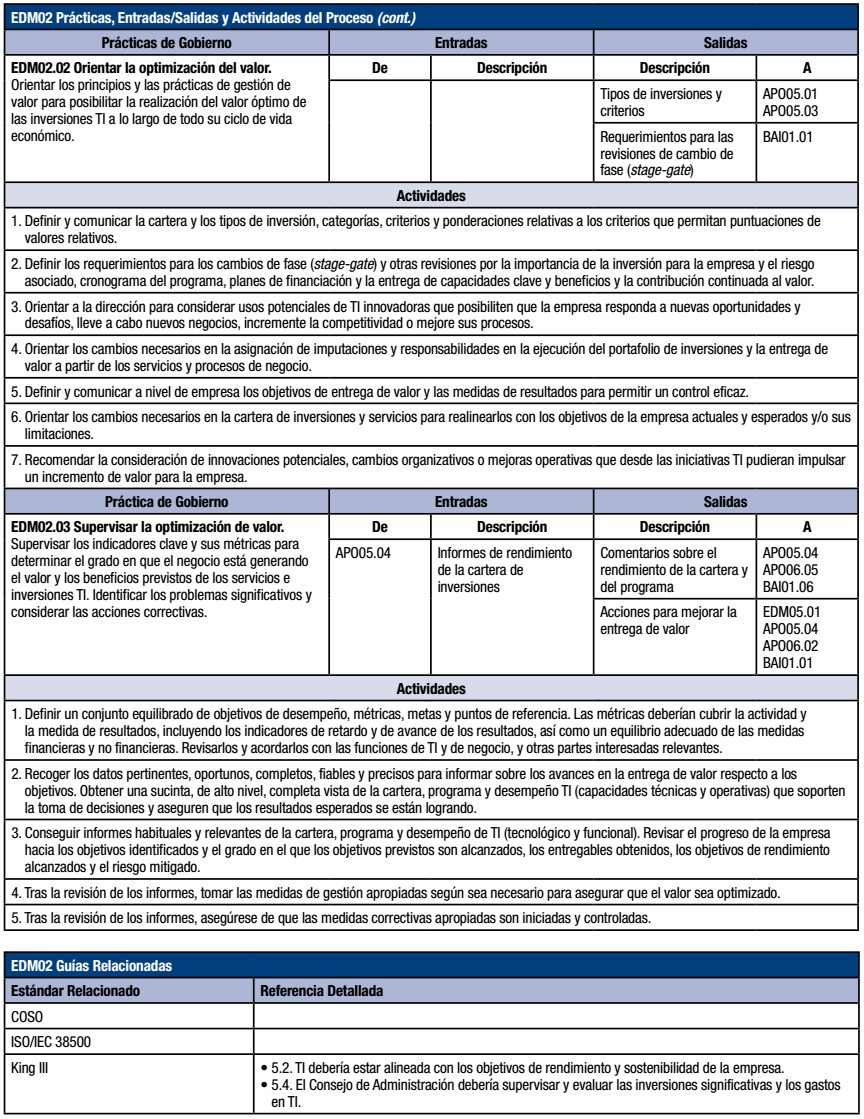 EDM02 Prácticas, Entradas/Salidas y Actividades del Proceso (cont.)
Prácticas de Gobierno Entradas Salidas
EDM02.02 Orientar la optimización del valor.
Orientar los principios y las prácticas de gestión de
valor para posibilitar la realización del valor óptimo de
las inversiones TI a lo largo de todo su ciclo de vida
económico.
De Descripción Descripción A
Tipos de inversiones y
criterios
APO05.01
APO05.03
Requerimientos para las
revisiones de cambio de
fase (stage-gate)
BAI01.01
Actividades
1. Definir y comunicar la cartera y los tipos de inversión, categorías, criterios y ponderaciones relativas a los criterios que permitan puntuaciones de
valores relativos.
2. Definir los requerimientos para los cambios de fase (stage-gate) y otras revisiones por la importancia de la inversión para la empresa y el riesgo
asociado, cronograma del programa, planes de financiación y la entrega de capacidades clave y beneficios y la contribución continuada al valor.
3. Orientar a la dirección para considerar usos potenciales de TI innovadoras que posibiliten que la empresa responda a nuevas oportunidades y
desafíos, lleve a cabo nuevos negocios, incremente la competitividad o mejore sus procesos.
4. Orientar los cambios necesarios en la asignación de imputaciones y responsabilidades en la ejecución del portafolio de inversiones y la entrega de
valor a partir de los servicios y procesos de negocio.
5. Definir y comunicar a nivel de empresa los objetivos de entrega de valor y las medidas de resultados para permitir un control eficaz.
6. Orientar los cambios necesarios en la cartera de inversiones y servicios para realinearlos con los objetivos de la empresa actuales y esperados y/o sus
limitaciones.
7. Recomendar la consideración de innovaciones potenciales, cambios organizativos o mejoras operativas que desde las iniciativas TI pudieran impulsar
un incremento de valor para la empresa.
Práctica de Gobierno Entradas Salidas
EDM02.03 Supervisar la optimización de valor.
Supervisar los indicadores clave y sus métricas para
determinar el grado en que el negocio está generando
el valor y los beneficios previstos de los servicios e
inversiones TI. Identificar los problemas significativos y
considerar las acciones correctivas.
De Descripción Descripción A
APO05.04
Informes de rendimiento
de la cartera de
inversiones
Comentarios sobre el
rendimiento de la cartera y
del programa
APO05.04
APO06.05
BAI01.06
Acciones para mejorar la
entrega de valor
EDM05.01
APO05.04
APO06.02
BAI01.01
Actividades
1. Definir un conjunto equilibrado de objetivos de desempeño, métricas, metas y puntos de referencia. Las métricas deberían cubrir la actividad y
la medida de resultados, incluyendo los indicadores de retardo y de avance de los resultados, así como un equilibrio adecuado de las medidas
financieras y no financieras. Revisarlos y acordarlos con las funciones de TI y de negocio, y otras partes interesadas relevantes.
2. Recoger los datos pertinentes, oportunos, completos, fiables y precisos para informar sobre los avances en la entrega de valor respecto a los
objetivos. Obtener una sucinta, de alto nivel, completa vista de la cartera, programa y desempeño TI (capacidades técnicas y operativas) que soporten
la toma de decisiones y aseguren que los resultados esperados se están logrando.
3. Conseguir informes habituales y relevantes de la cartera, programa y desempeño de TI (tecnológico y funcional). Revisar el progreso de la empresa
hacia los objetivos identificados y el grado en el que los objetivos previstos son alcanzados, los entregables obtenidos, los objetivos de rendimiento
alcanzados y el riesgo mitigado.
4. Tras la revisión de los informes, tomar las medidas de gestión apropiadas según sea necesario para asegurar que el valor sea optimizado.
5. Tras la revisión de los informes, asegúrese de que las medidas correctivas apropiadas son iniciadas y controladas.
EDM02 Guías Relacionadas
Estándar Relacionado Referencia Detallada
COSO
ISO/IEC 38500
King III
• 5.2. TI debería estar alineada con los objetivos de rendimiento y sostenibilidad de la empresa.
• 5.4. El Consejo de Administración debería supervisar y evaluar las inversiones significativas y los gastos
en TI.